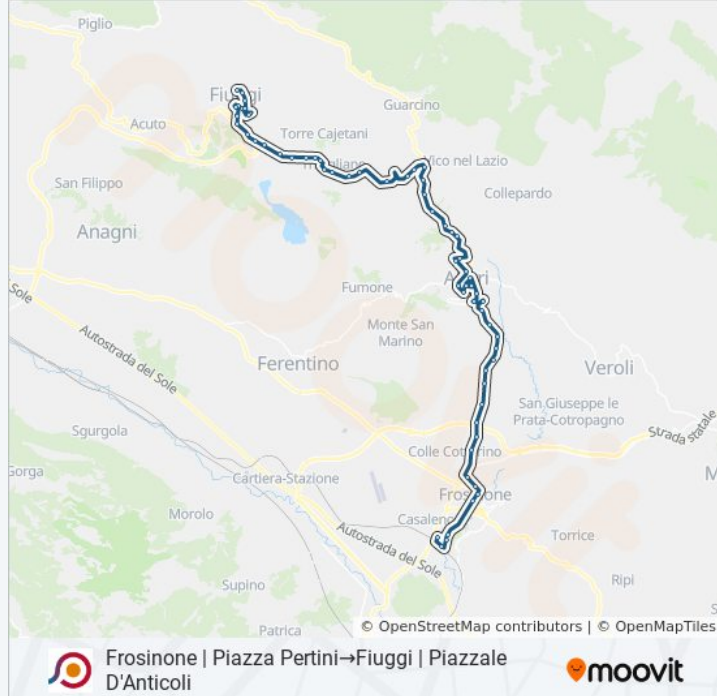 Piglio
Fiuggi
Guarcino
Acuto
Torre Cajetani
Vico nel Lazio
San Filippo
Collepardo
Anagni
Fumone
Sole
Autostrada del Sole
Monte San
Marino
Ferentino
Veroli
San Giuseppe le
Prata-Cotropagno
Strada statale
Sgurgola
Colle Cottorino
Gorga
Cartiera-Stazione
Frosinone
Morolo
Casaleno
Autostrada del Sole
Torrice
Supino
Ripi
Patrica
© OpenStreetMap contributors | © OpenMapTiles
Frosinone | Piazza Pertini→Fiuggi | Piazzale
D'Anticoli
moovit